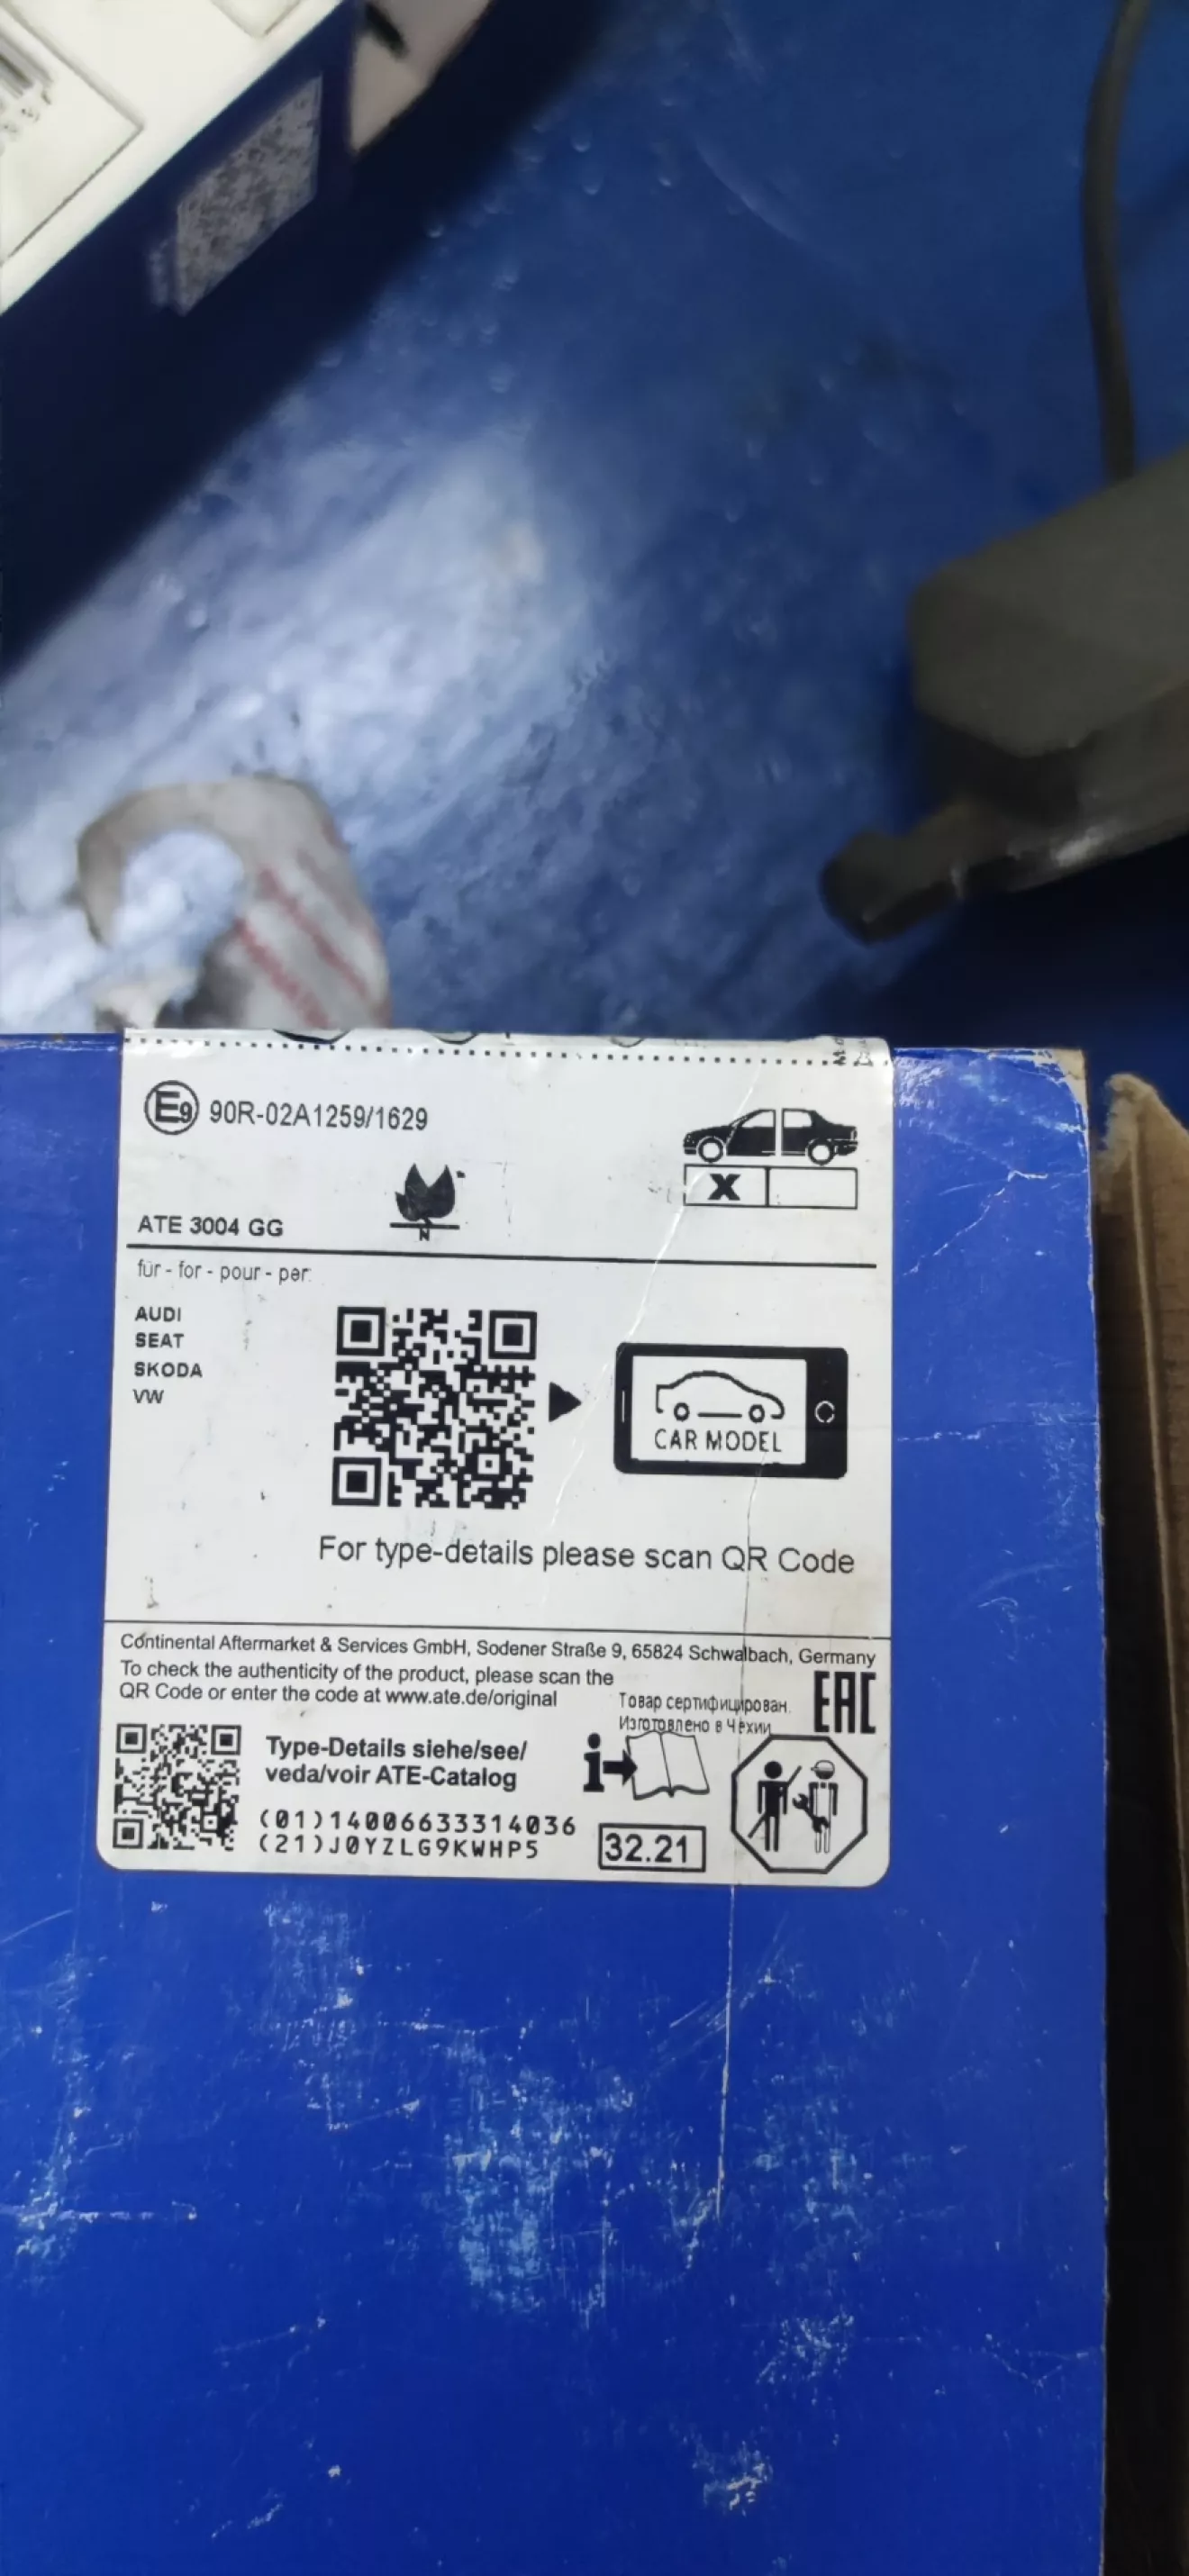 E9 90R-02A1259/1629
X
N
ATE 3004 GG
für - for - pour - per:
AUDI
SEAT
SKODA
VW
CAR MODEL
For type-details please scan QR Code
Continental Aftermarket & Services GmbH, Sodener Straße 9, 65824 Schwalbach, Germany
To check the authenticity of the product, please scan the
QR Code or enter the code at www.ate.de/original
Товар сертифицирован.
Изготовлено в Чехии
EAC
Type-Details siehe/see/
veda/voir ATE-Catalog
(01)14006633314036
(21)J0YZLG9KWHP5
32.21